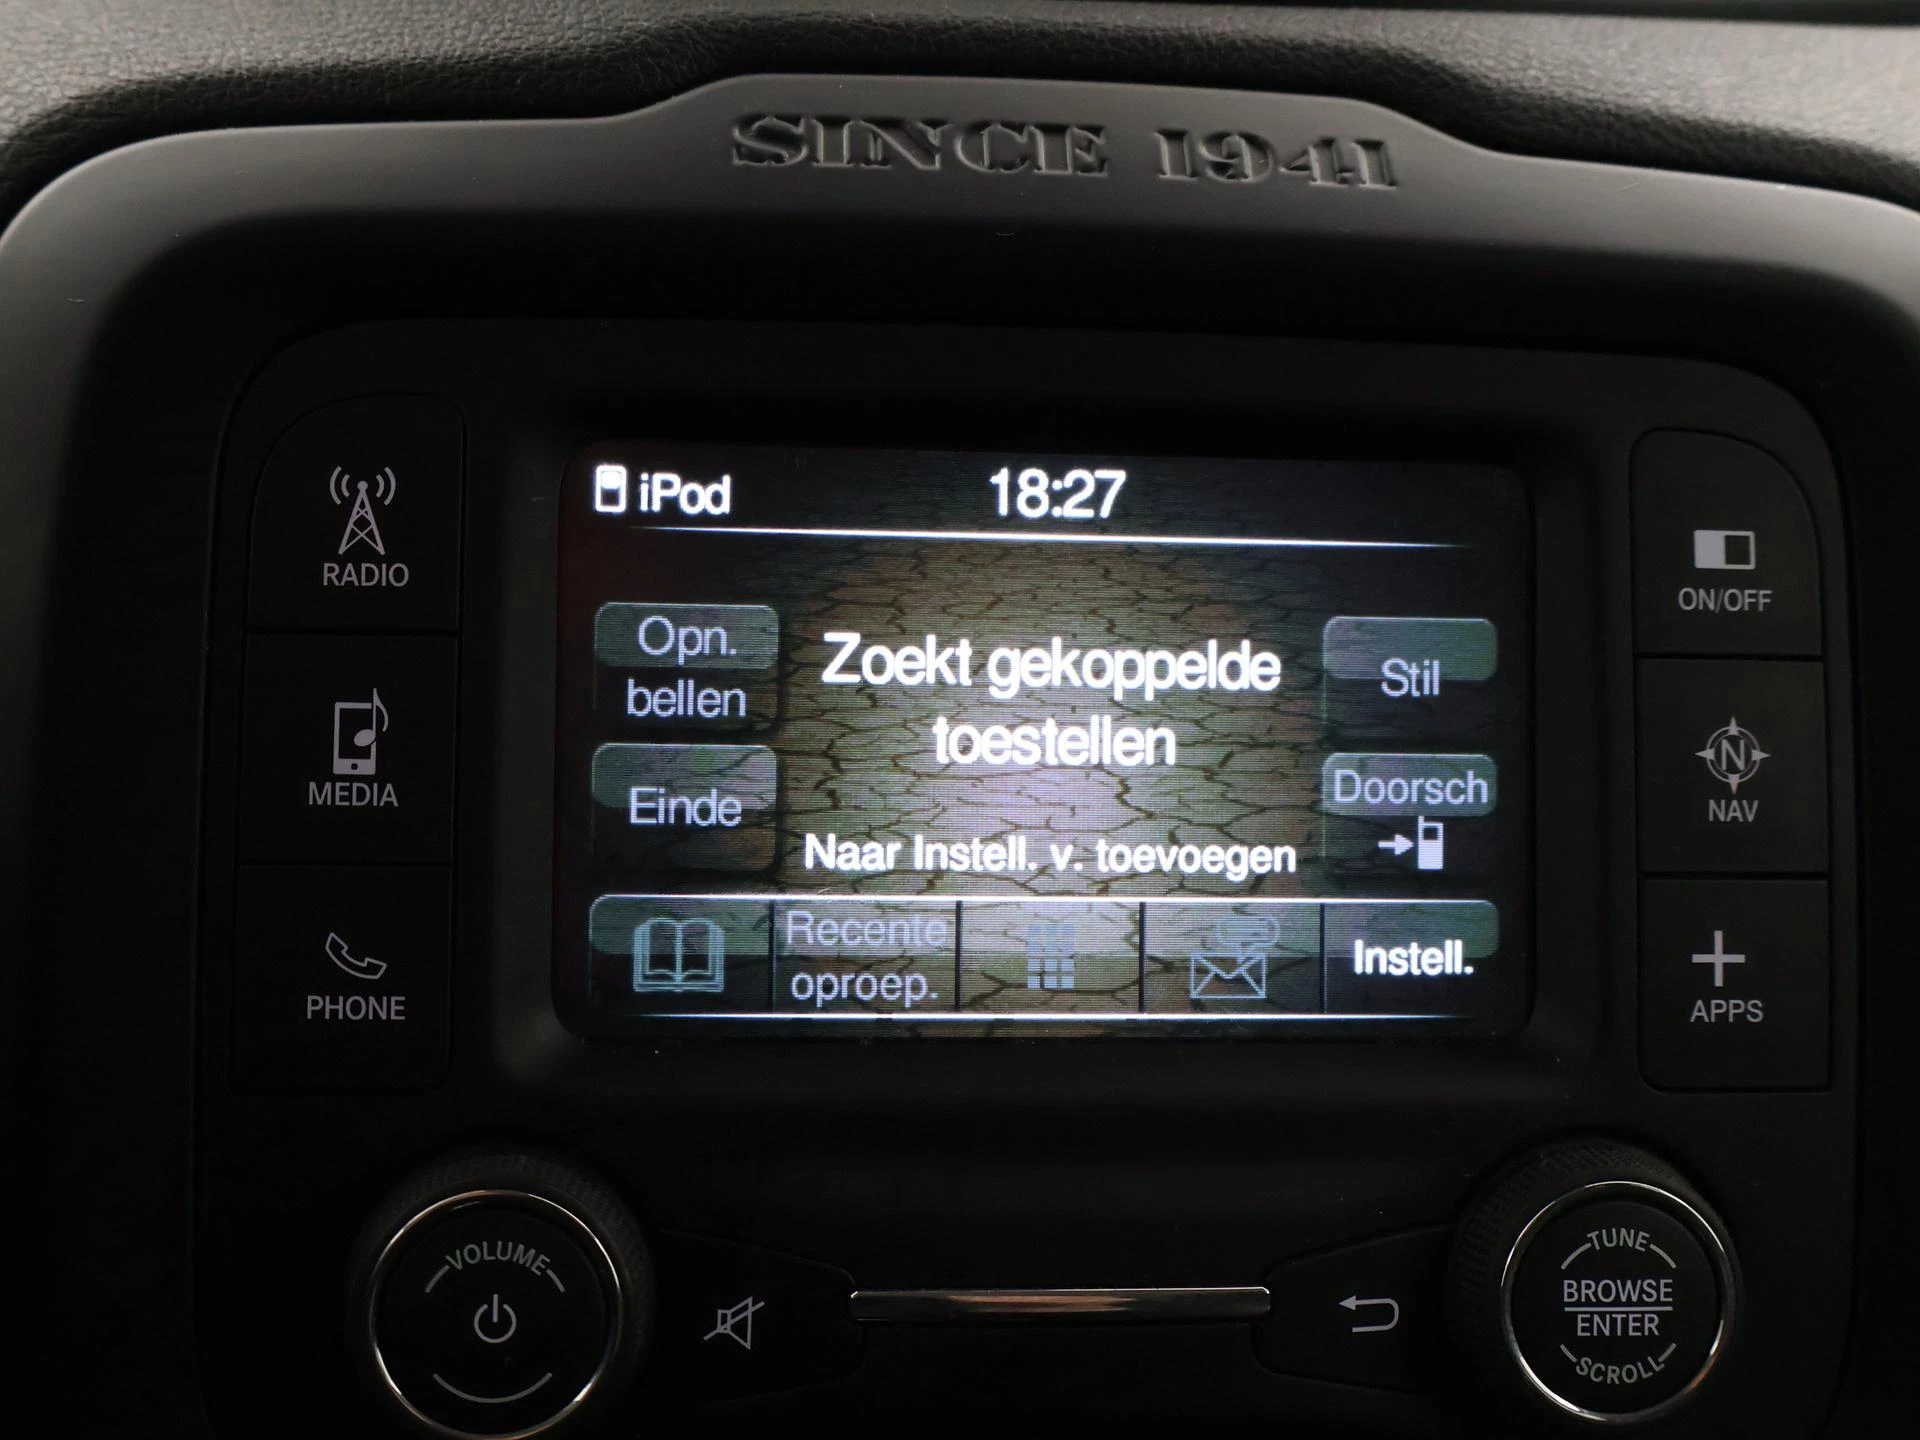 SINCE 1941
iPod
18:27
RADIO
MEDIA
PHONE
Opn.
bellen
Einde
Zoekt gekoppelde
toestellen
Naar Instell. v. toevoegen
Stil
Doorsch
Recente
oproep.
Instell.
ON/OFF
N
NAV
APPS
VOLUME
TUNE
BROWSE
ENTER
SCROLL